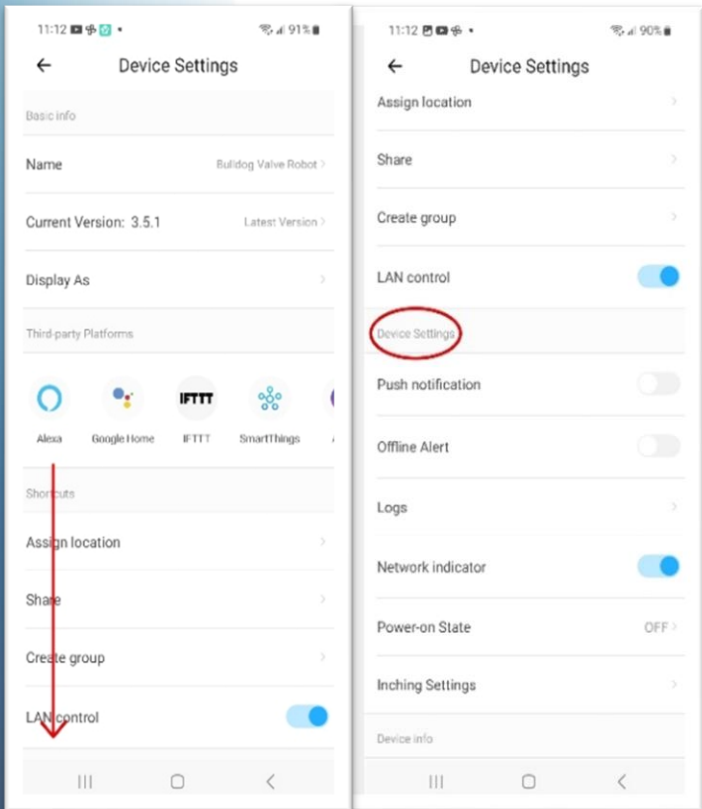 11:12
91%
Device Settings
Basic info
Name
Bulldog Valve Robot
Current Version: 3.5.1
Latest Version
Display As
Third-party Platforms
IFTTT
Alexa
Google Home
IFTTT
SmartThings
Shortcuts
Assign location
Share
Create group
LAN control
11:12
90%
Device Settings
Assign location
Share
Create group
LAN control
Device Settings
Push notification
Offline Alert
Logs
Network indicator
Power-on State
OFF
Inching Settings
Device info